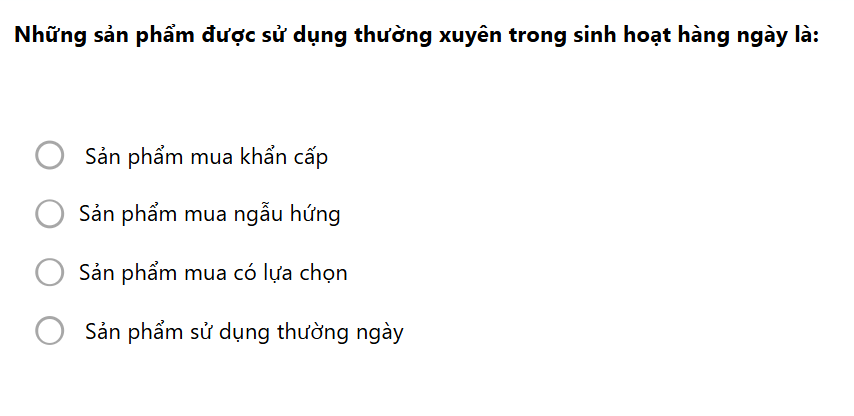 Những sản phẩm được sử dụng thường xuyên trong sinh hoạt hàng ngày là:
Sản phẩm mua khẩn cấp
Sản phẩm mua ngẫu hứng
Sản phẩm mua có lựa chọn
Sản phẩm sử dụng thường ngày